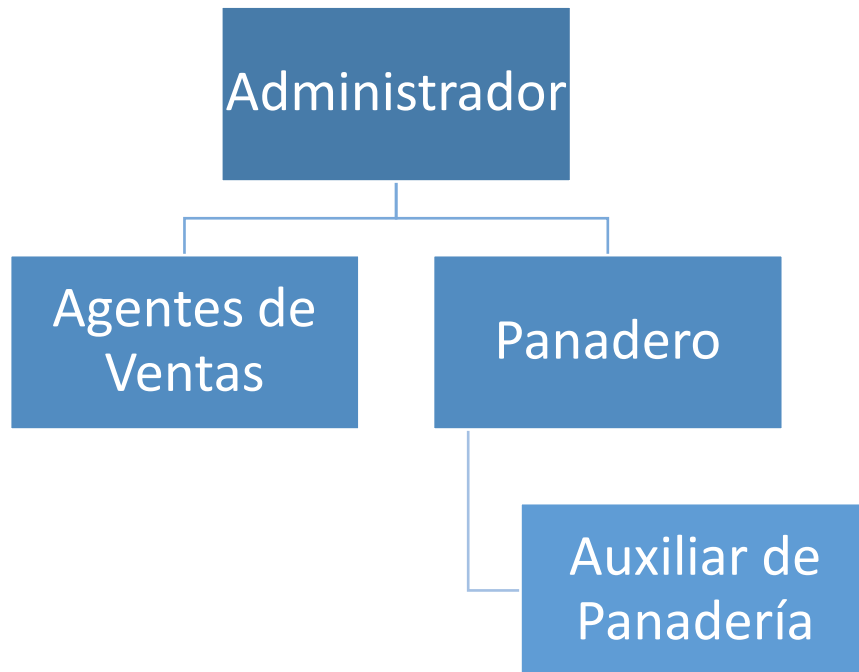 Administrador
Agentes de
Ventas
Panadero
Auxiliar de
Panadería